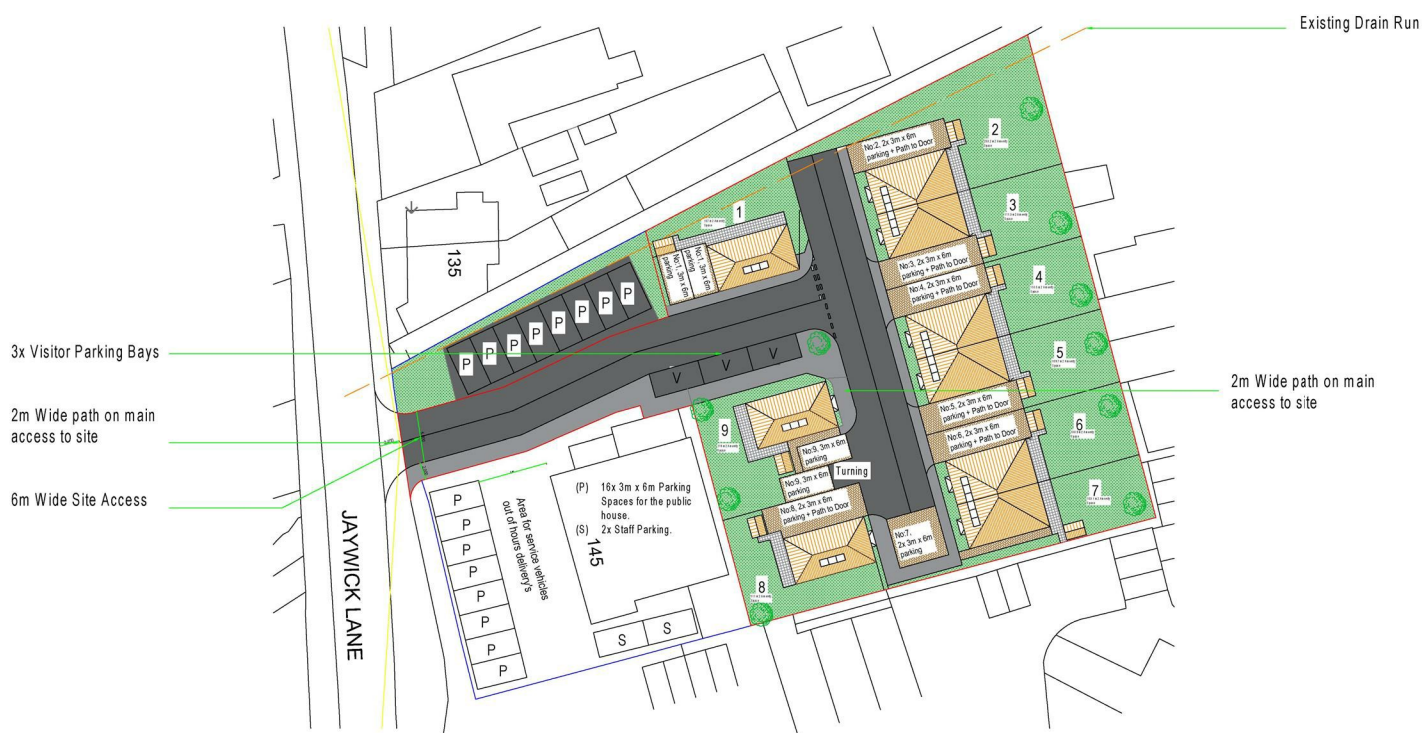 Existing Drain Run
2
No:2, 2x 3m x 6m
parking + Path to Door
3
1
No:1, 3m x 6m
parking
No:1, 3m x 6m
parking
135
No:3, 2x 3m x 6m
parking + Path to Door
4
No:4, 2x 3m x 6m
parking + Path to Door
P
P
P
P
P
P
P
P
3x Visitor Parking Bays
V
V
V
5
2m Wide path on main
access to site
2m Wide path on main
access to site
No:5, 2x 3m x 6m
parking + Path to Door
6
No:6, 2x 3m x 6m
parking + Path to Door
9
No:9, 3m x 6m
parking
Turning
No:9, 3m x 6m
parking
7
6m Wide Site Access
No:8, 2x 3m x 6m
parking + Path to Door
No:7,
2x 3m x 6m
parking
8
(P) 16x 3m x 6m Parking
Spaces for the public
house.
(S) 2x Staff Parking.
145
Area for service vehicles
out of hours delivery's
P
P
P
P
P
P
P
P
S
S
JAYWICK LANE